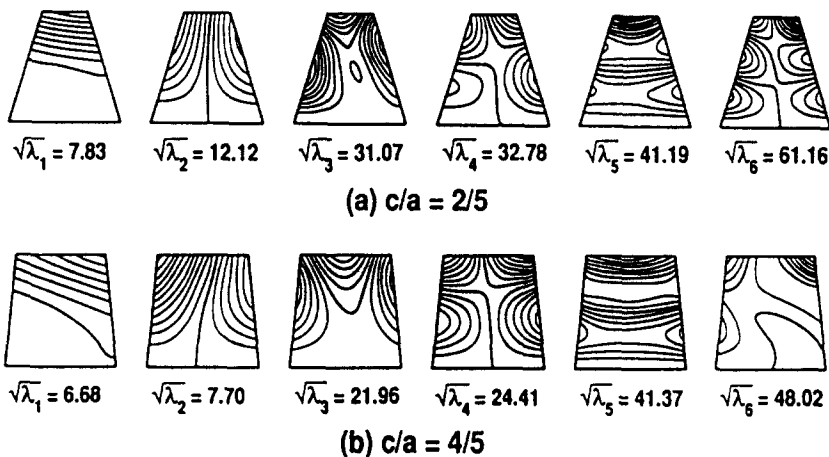 √λ₁ = 7.83 √λ₂ = 12.12 √λ₃ = 31.07 √λ₄ = 32.78 √λ₅ = 41.19 √λ₆ = 61.16
(a) c/a = 2/5
√λ₁ = 6.68 √λ₂ = 7.70 √λ₃ = 21.96 √λ₄ = 24.41 √λ₅ = 41.37 √λ₆ = 48.02
(b) c/a = 4/5